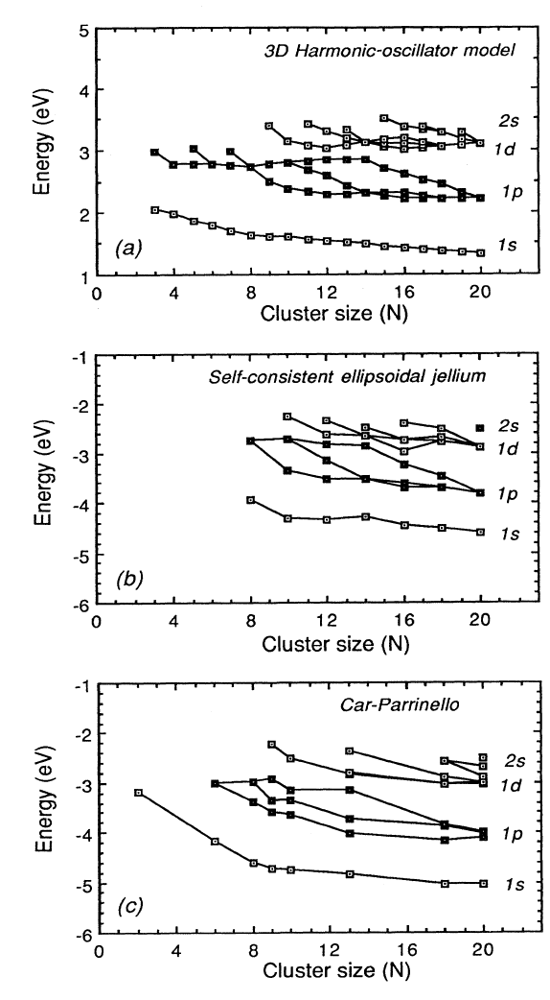 5
3D Harmonic-oscillator model
4
2s
1d
3
1p
2
1s
(a)
1
0 4 8 12 16 20
Energy (eV)
Cluster size (N)
-1
Self-consistent ellipsoidal jellium
-2
2s
1d
-3
1p
-4
1s
-5
(b)
-6
0 4 8 12 16 20
Energy (eV)
Cluster size (N)
-1
Car-Parrinello
-2
2s
1d
-3
1p
-4
1s
-5
(c)
-6
0 4 8 12 16 20
Energy (eV)
Cluster size (N)